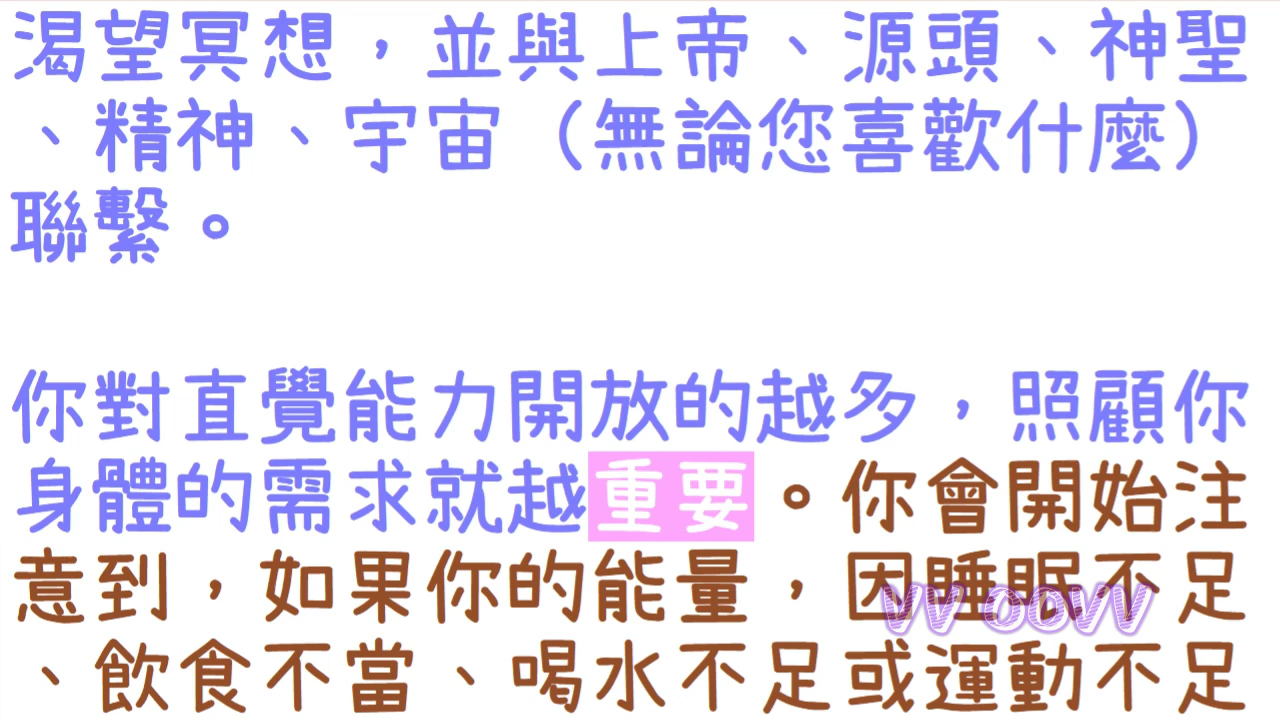 渴望冥想，並與上帝、源頭、神聖
、精神、宇宙（無論您喜歡什麼）
聯繫。
你對直覺能力開放的越多，照顧你
身體的需求就越重要。你會開始注
意到，如果你的能量，因睡眠不足
、飲食不當、喝水不足或運動不足
VV ooVV